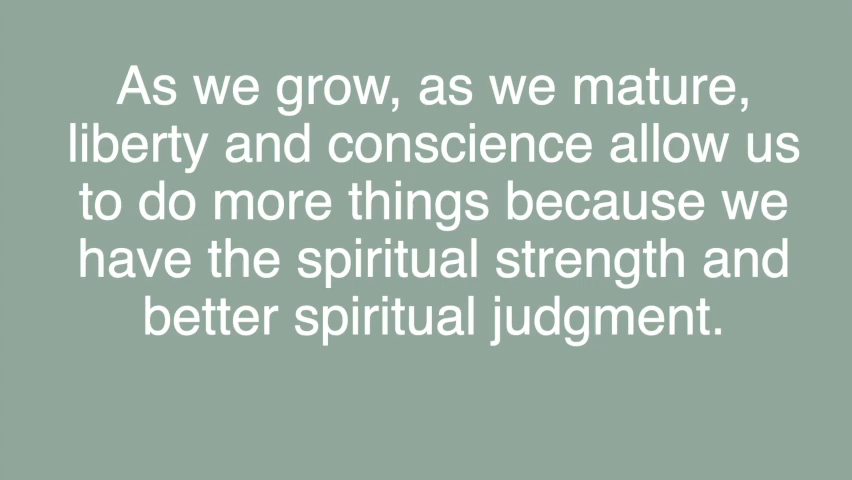 As we grow, as we mature,
liberty and conscience allow us
to do more things because we
have the spiritual strength and
better spiritual judgment.